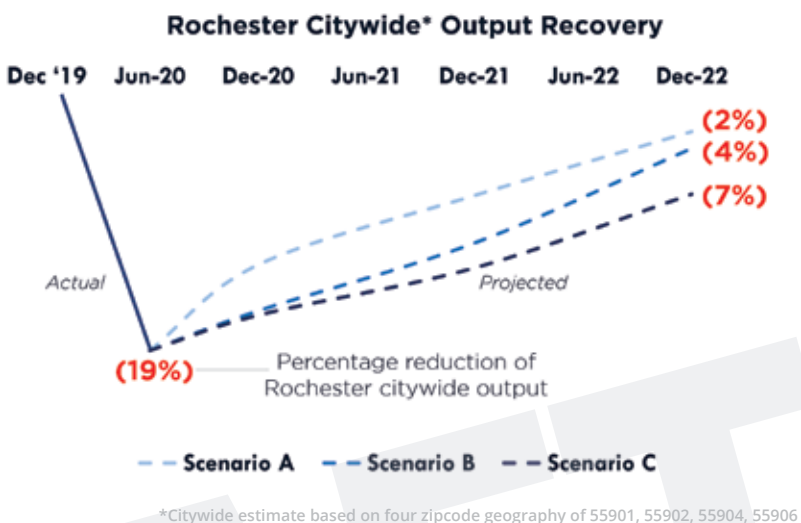 Rochester Citywide* Output Recovery
Dec ‘19 Jun-20 Dec-20 Jun-21 Dec-21 Jun-22 Dec-22
(2%)
(4%)
(7%)
Actual
Projected
(19%)
Percentage reduction of
Rochester citywide output
Scenario A Scenario B Scenario C
*Citywide estimate based on four zipcode geography of 55901, 55902, 55904, 55906